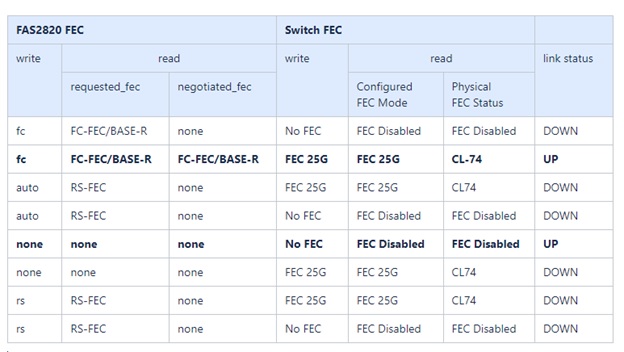 FAS2820 FEC Switch FEC
write read write read link status
requested_fec negotiated_fec Configured FEC Mode Physical FEC Status
fc FC-FEC/BASE-R none No FEC FEC Disabled FEC Disabled DOWN
fc FC-FEC/BASE-R FC-FEC/BASE-R FEC 25G FEC 25G CL-74 UP
auto RS-FEC none FEC 25G FEC 25G CL74 DOWN
auto RS-FEC none No FEC FEC Disabled FEC Disabled DOWN
none none none No FEC FEC Disabled FEC Disabled UP
none none none FEC 25G FEC 25G CL74 DOWN
rs RS-FEC none FEC 25G FEC 25G CL74 DOWN
rs RS-FEC none No FEC FEC Disabled FEC Disabled DOWN